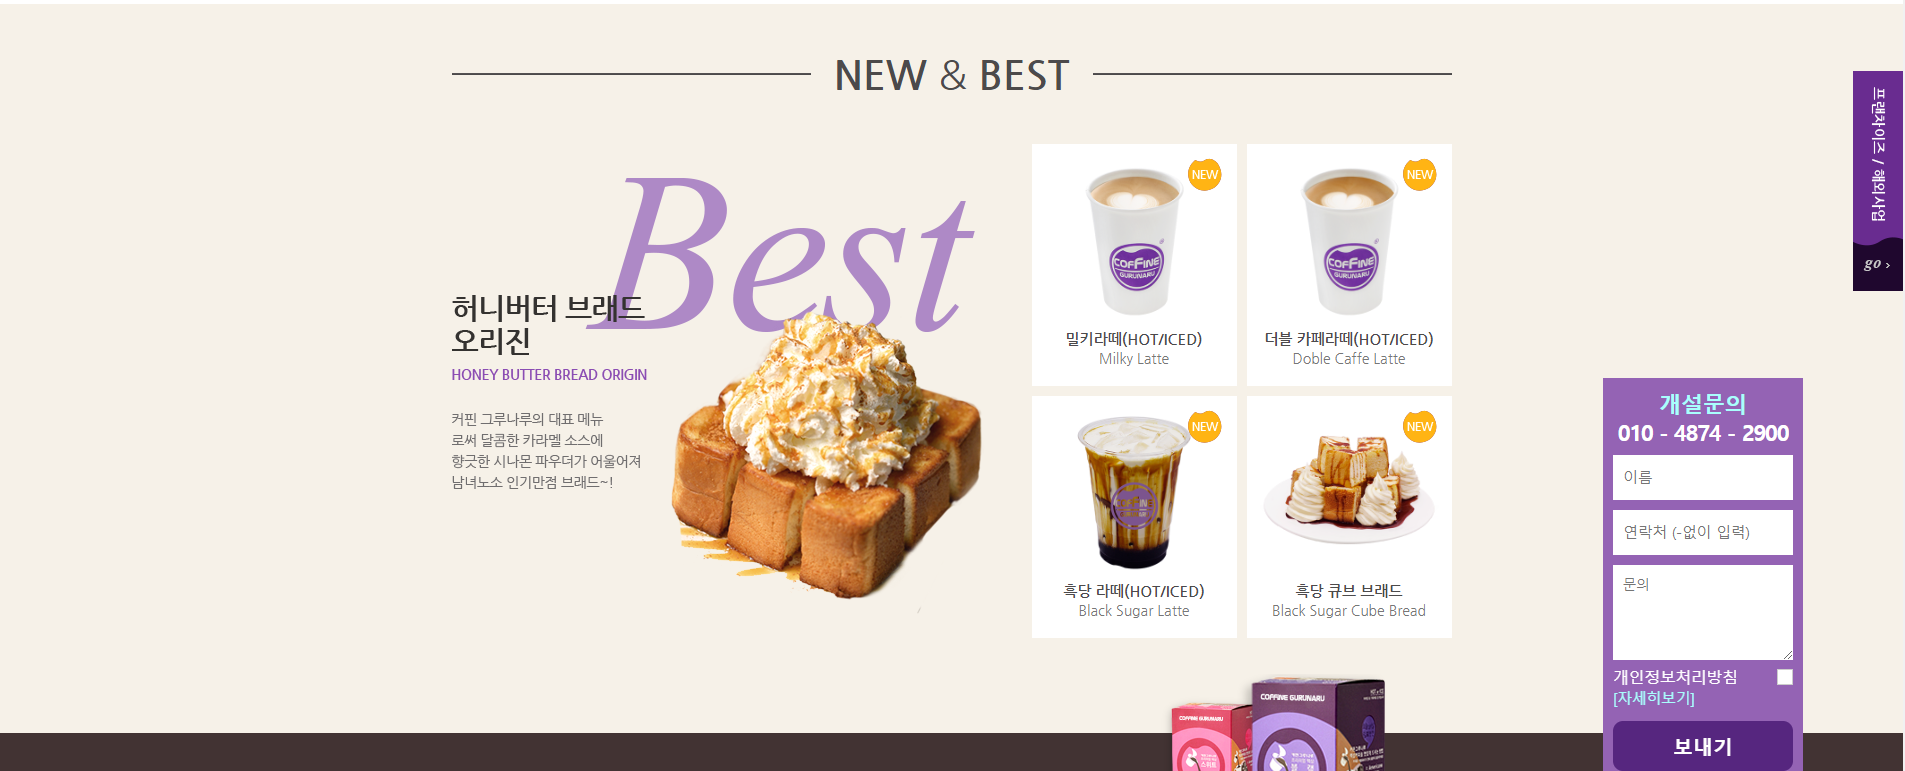 NEW & BEST
Best
허니버터 브래드
오리진
HONEY BUTTER BREAD ORIGIN
커핀 그루나루의 대표 메뉴
로써 달콤한 카라멜 소스에
향긋한 시나몬 파우더가 어울어져
남녀노소 인기만점 브래드~!
NEW
COFFINE
GURUNARU
밀키라떼(HOT/ICED)
Milky Latte
NEW
COFFINE
GURUNARU
더블 카페라떼(HOT/ICED)
Doble Caffe Latte
NEW
COFFINE
흑당 라떼(HOT/ICED)
Black Sugar Latte
NEW
흑당 큐브 브래드
Black Sugar Cube Bread
COFFINE GURUNARU
스위트
COFFINE GURUNARU
블랙
프랜차이즈 / 해외사업
go ›
개설문의
010 - 4874 - 2900
이름
연락처 (-없이 입력)
문의
개인정보처리방침
[자세히보기]
보내기